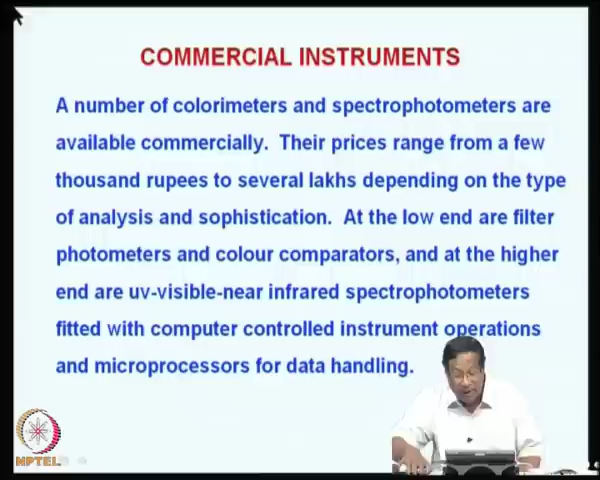 COMMERCIAL INSTRUMENTS
A number of colorimeters and spectrophotometers are
available commercially. Their prices range from a few
thousand rupees to several lakhs depending on the type
of analysis and sophistication. At the low end are filter
photometers and colour comparators, and at the higher
end are uv-visible-near infrared spectrophotometers
fitted with computer controlled instrument operations
and microprocessors for data handling.
NPTEL